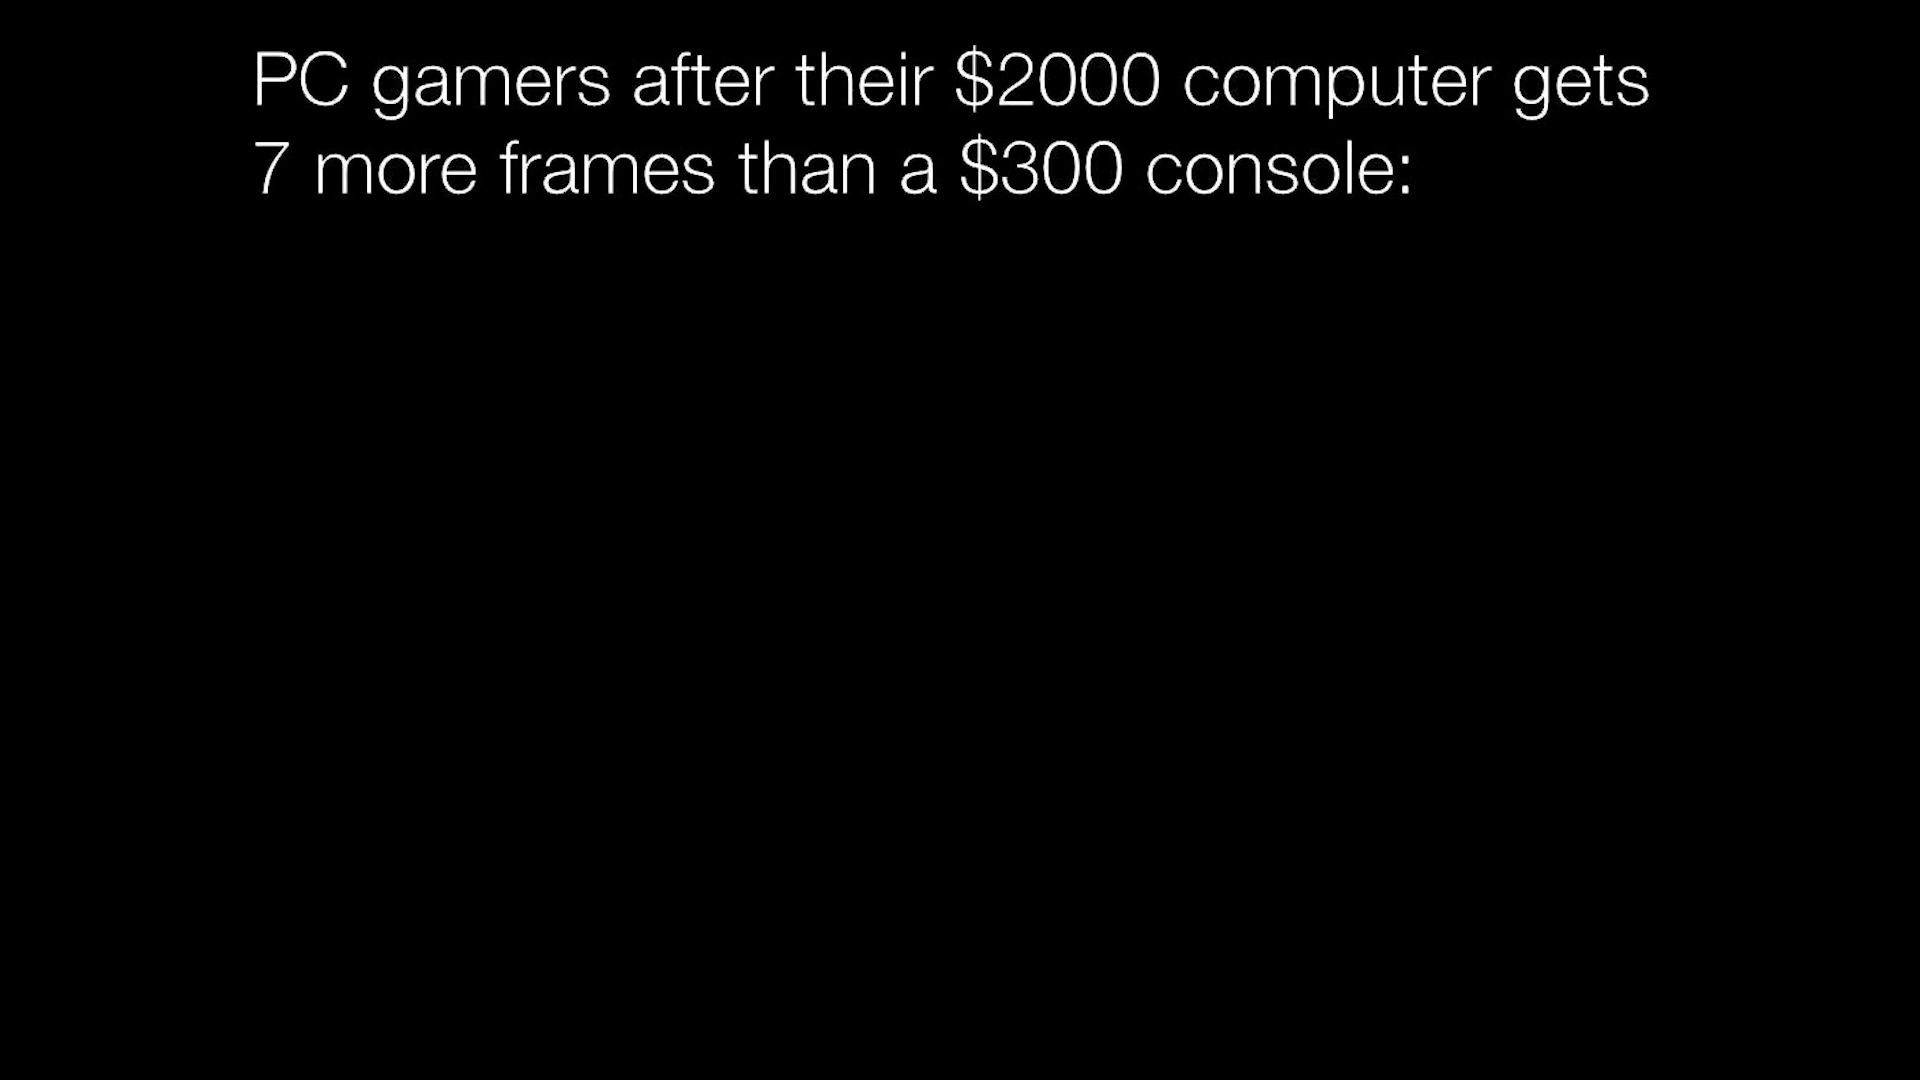 PC gamers after their $2000 computer gets
7 more frames than a $300 console: